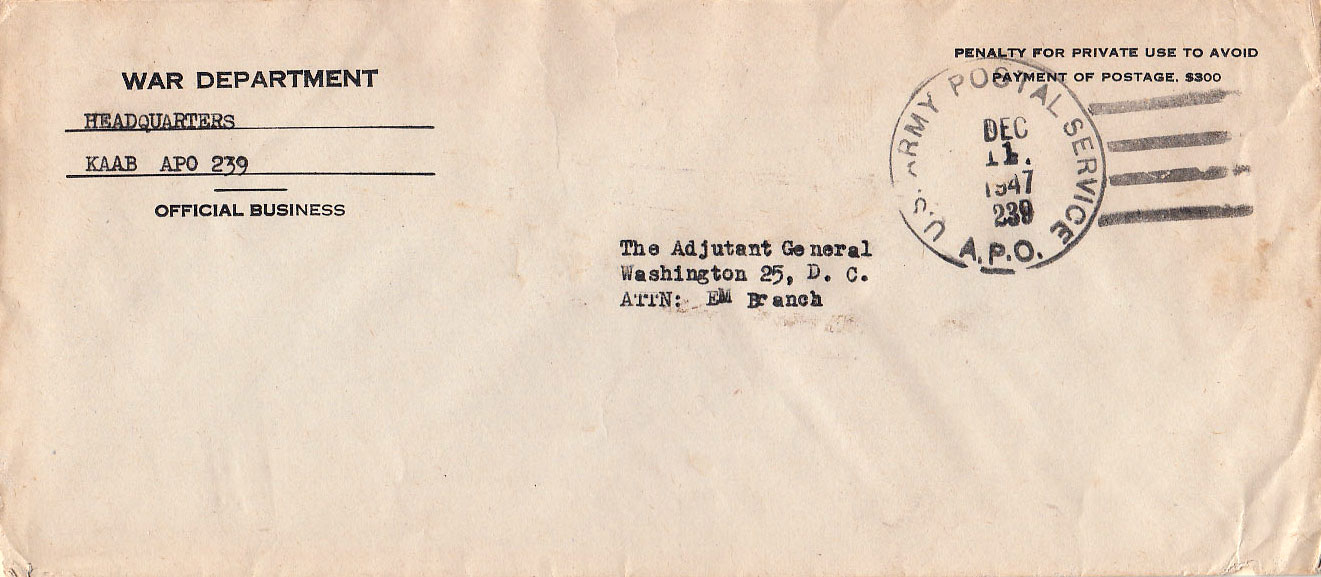 WAR DEPARTMENT
HEADQUARTERS
KAAB APO 239
OFFICIAL BUSINESS
PENALTY FOR PRIVATE USE TO AVOID
PAYMENT OF POSTAGE, $300
U.S. ARMY POSTAL SERVICE
DEC
11.
1947
239
A.P.O.
The Adjutant General
Washington 25, D. C.
ATTN: EM Branch